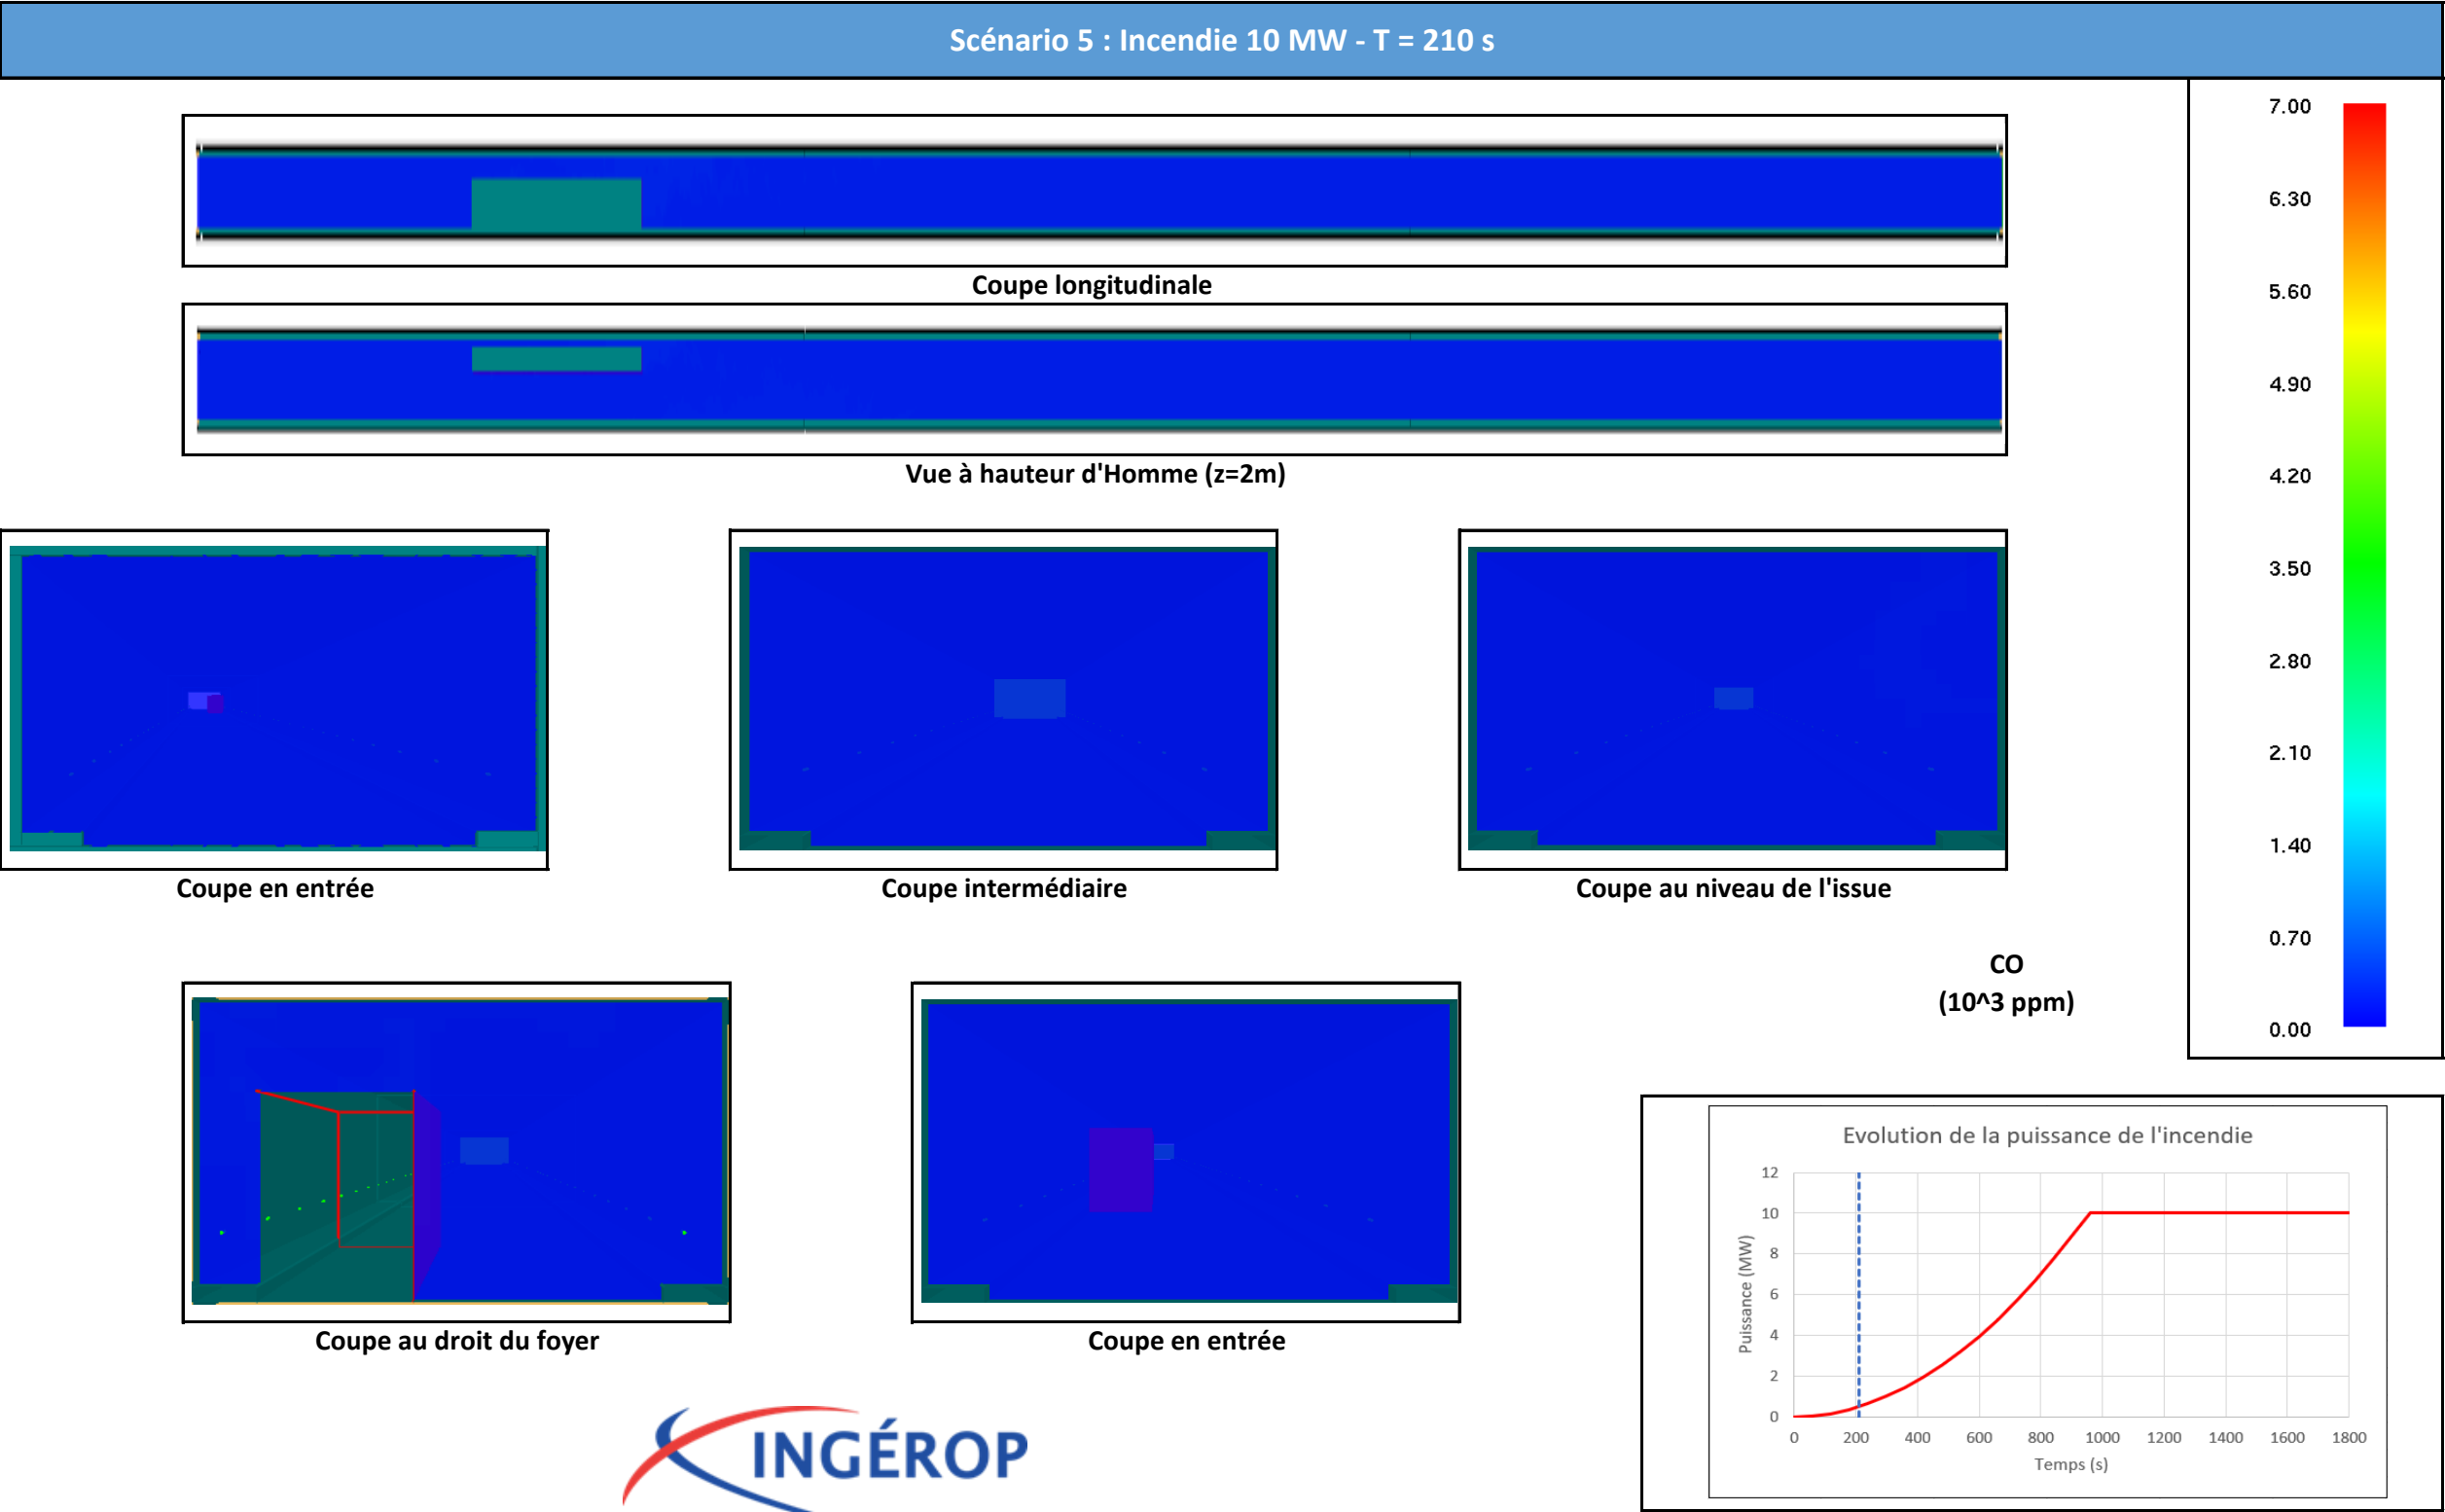 Scénario 5 : Incendie 10 MW - T = 210 s
Coupe longitudinale
Vue à hauteur d'Homme (z=2m)
Coupe en entrée
Coupe intermédiaire
Coupe au niveau de l'issue
Coupe au droit du foyer
Coupe en entrée
CO
(10^3 ppm)
7.00
6.30
5.60
4.90
4.20
3.50
2.80
2.10
1.40
0.70
0.00
Evolution de la puissance de l'incendie
Puissance (MW)
12
10
8
6
4
2
0
0 200 400 600 800 1000 1200 1400 1600 1800
Temps (s)
INGÉROP